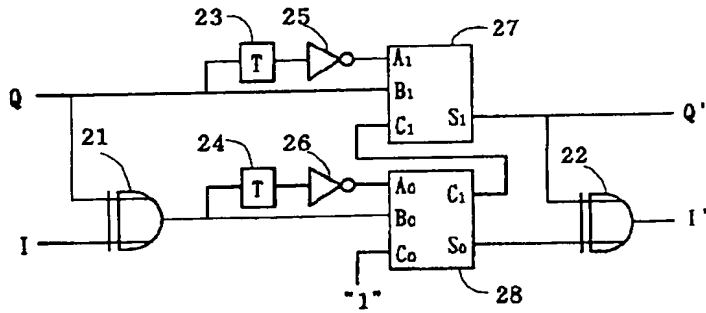 23 25 27
T A₁
Q B₁
C₁ S₁ Q'
21
24 26 22
T A₀ C₁
B₀ I'
I C₀ S₀
"1" 28